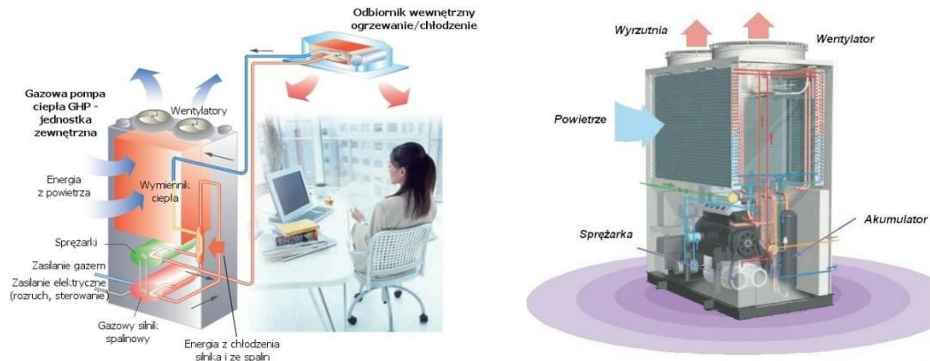 Odbiornik wewnętrzny
ogrzewanie/chłodzenie
Gazowa pompa
ciepła GHP -
jednostka
zewnętrzna
Wentylatory
Energia
z powietrza
Wymiennik
ciepła
Sprężarki
Zasilanie gazem
Zasilanie elektryczne
(rozruch, sterowanie)
Gazowy silnik
spalinowy
Energia z chłodzenia
silnika i ze spalin
Wyrzutnia
Wentylator
Powietrze
Sprężarka
Akumulator